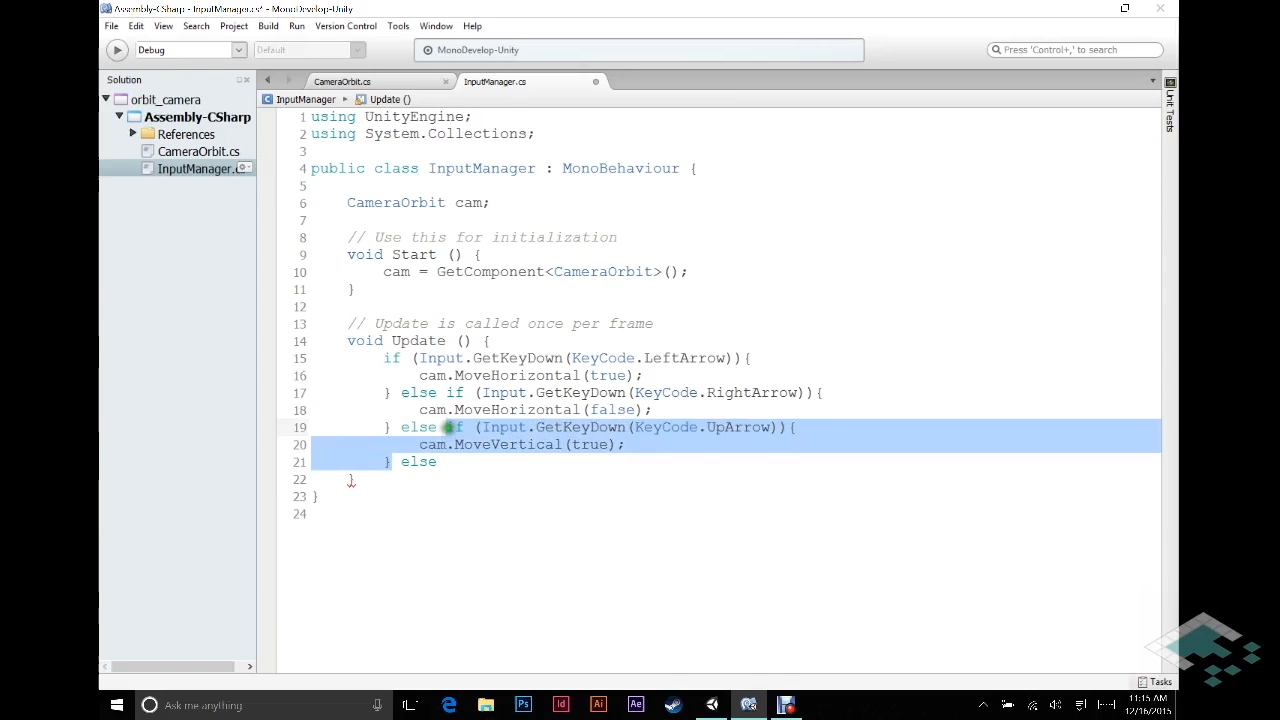 Assembly-CSharp - InputManager.cs* - MonoDevelop-Unity
File Edit View Search Project Build Run Version Control Tools Window Help
Debug Default MonoDevelop-Unity Press 'Control+,' to search
Solution CameraOrbit.cs InputManager.cs
orbit_camera
Assembly-CSharp
References
CameraOrbit.cs
InputManager.c
InputManager Update ()
Unit Tests
1 using UnityEngine;
2 using System.Collections;
3
4 public class InputManager : MonoBehaviour {
5
6 CameraOrbit cam;
7
8 // Use this for initialization
9 void Start () {
10 cam = GetComponent<CameraOrbit>();
11 }
12
13 // Update is called once per frame
14 void Update () {
15 if (Input.GetKeyDown(KeyCode.LeftArrow)){
16 cam.MoveHorizontal(true);
17 } else if (Input.GetKeyDown(KeyCode.RightArrow)){
18 cam.MoveHorizontal(false);
19 } else if (Input.GetKeyDown(KeyCode.UpArrow)){
20 cam.MoveVertical(true);
21 } else
22 }
23 }
24
Tasks
Ask me anything
Ps Id Ai Ae
11:15 AM
12/16/2015